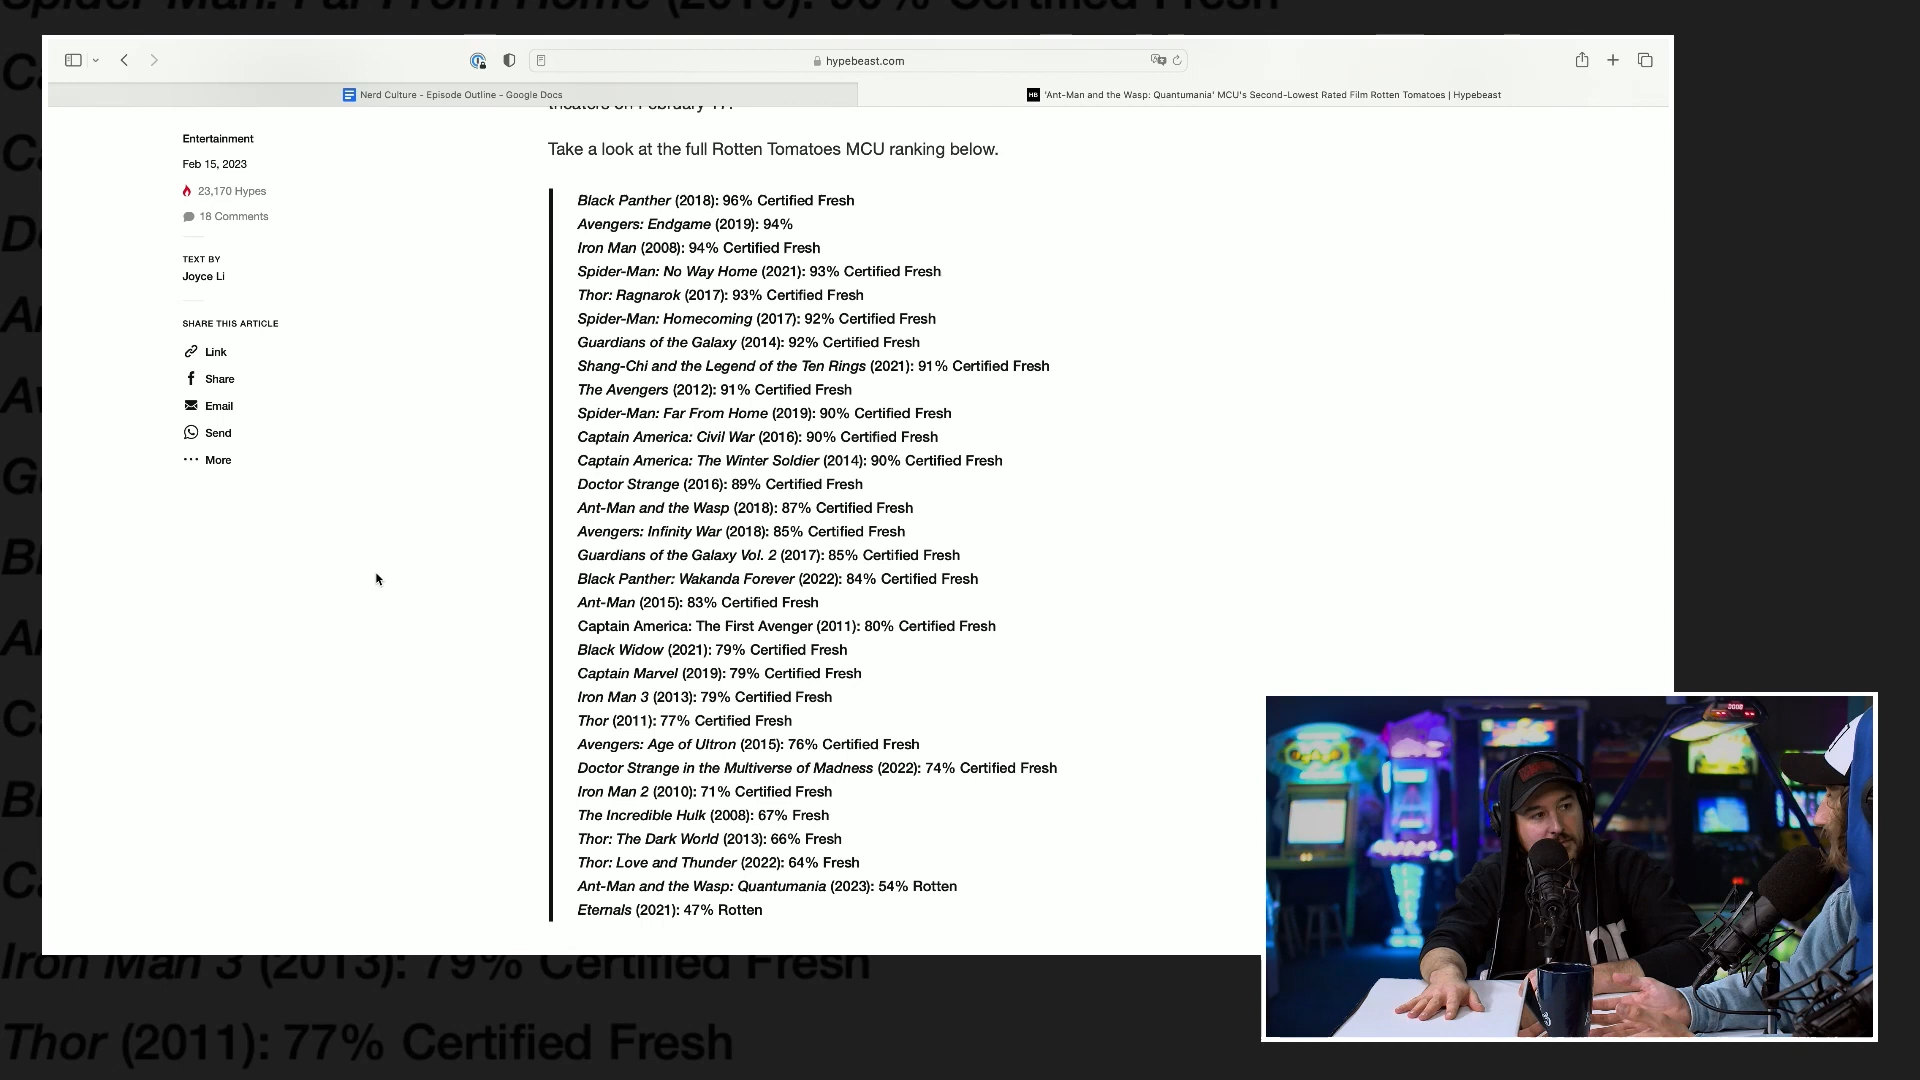 Spider-Man: Far From Home (2019): 90% Certified Fresh
hypebeast.com
Nerd Culture - Episode Outline - Google Docs
HB 'Ant-Man and the Wasp: Quantumania' MCU's Second-Lowest Rated Film Rotten Tomatoes | Hypebeast
theaters on February 17.
Entertainment
Feb 15, 2023
23,170 Hypes
18 Comments
TEXT BY
Joyce Li
SHARE THIS ARTICLE
Link
Share
Email
Send
More
Take a look at the full Rotten Tomatoes MCU ranking below.
Black Panther (2018): 96% Certified Fresh
Avengers: Endgame (2019): 94%
Iron Man (2008): 94% Certified Fresh
Spider-Man: No Way Home (2021): 93% Certified Fresh
Thor: Ragnarok (2017): 93% Certified Fresh
Spider-Man: Homecoming (2017): 92% Certified Fresh
Guardians of the Galaxy (2014): 92% Certified Fresh
Shang-Chi and the Legend of the Ten Rings (2021): 91% Certified Fresh
The Avengers (2012): 91% Certified Fresh
Spider-Man: Far From Home (2019): 90% Certified Fresh
Captain America: Civil War (2016): 90% Certified Fresh
Captain America: The Winter Soldier (2014): 90% Certified Fresh
Doctor Strange (2016): 89% Certified Fresh
Ant-Man and the Wasp (2018): 87% Certified Fresh
Avengers: Infinity War (2018): 85% Certified Fresh
Guardians of the Galaxy Vol. 2 (2017): 85% Certified Fresh
Black Panther: Wakanda Forever (2022): 84% Certified Fresh
Ant-Man (2015): 83% Certified Fresh
Captain America: The First Avenger (2011): 80% Certified Fresh
Black Widow (2021): 79% Certified Fresh
Captain Marvel (2019): 79% Certified Fresh
Iron Man 3 (2013): 79% Certified Fresh
Thor (2011): 77% Certified Fresh
Avengers: Age of Ultron (2015): 76% Certified Fresh
Doctor Strange in the Multiverse of Madness (2022): 74% Certified Fresh
Iron Man 2 (2010): 71% Certified Fresh
The Incredible Hulk (2008): 67% Fresh
Thor: The Dark World (2013): 66% Fresh
Thor: Love and Thunder (2022): 64% Fresh
Ant-Man and the Wasp: Quantumania (2023): 54% Rotten
Eternals (2021): 47% Rotten
Iron Man 3 (2013): 79% Certified Fresh
Thor (2011): 77% Certified Fresh